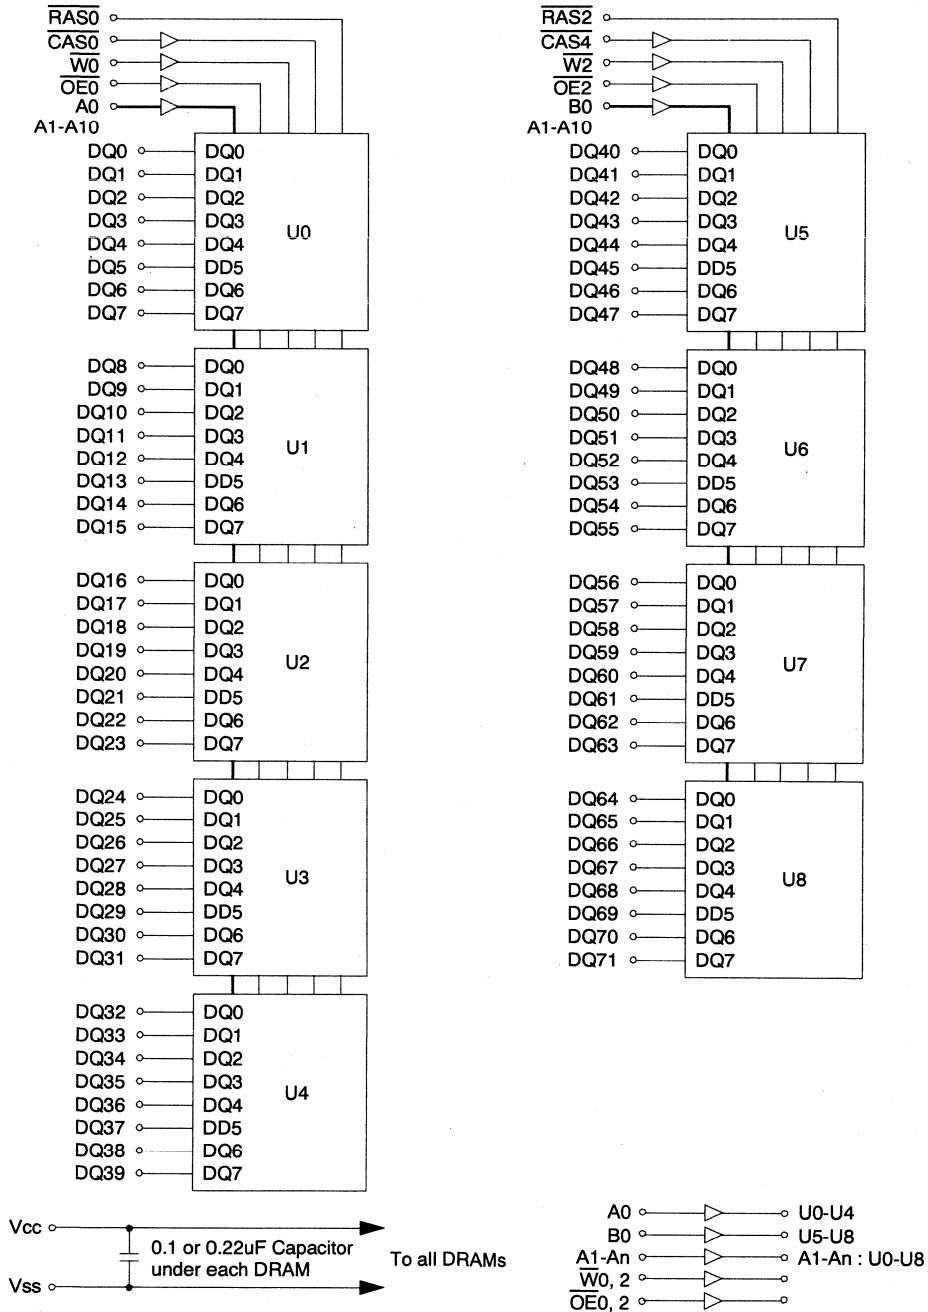 RAS0
CAS0
W0
OE0
A0
A1-A10
DQ0 DQ0
DQ1 DQ1
DQ2 DQ2
DQ3 DQ3
DQ4 DQ4
DQ5 DD5
DQ6 DQ6
DQ7 DQ7
U0
DQ8 DQ0
DQ9 DQ1
DQ10 DQ2
DQ11 DQ3
DQ12 DQ4
DQ13 DD5
DQ14 DQ6
DQ15 DQ7
U1
DQ16 DQ0
DQ17 DQ1
DQ18 DQ2
DQ19 DQ3
DQ20 DQ4
DQ21 DD5
DQ22 DQ6
DQ23 DQ7
U2
DQ24 DQ0
DQ25 DQ1
DQ26 DQ2
DQ27 DQ3
DQ28 DQ4
DQ29 DD5
DQ30 DQ6
DQ31 DQ7
U3
DQ32 DQ0
DQ33 DQ1
DQ34 DQ2
DQ35 DQ3
DQ36 DQ4
DQ37 DD5
DQ38 DQ6
DQ39 DQ7
U4
RAS2
CAS4
W2
OE2
B0
A1-A10
DQ40 DQ0
DQ41 DQ1
DQ42 DQ2
DQ43 DQ3
DQ44 DQ4
DQ45 DD5
DQ46 DQ6
DQ47 DQ7
U5
DQ48 DQ0
DQ49 DQ1
DQ50 DQ2
DQ51 DQ3
DQ52 DQ4
DQ53 DD5
DQ54 DQ6
DQ55 DQ7
U6
DQ56 DQ0
DQ57 DQ1
DQ58 DQ2
DQ59 DQ3
DQ60 DQ4
DQ61 DD5
DQ62 DQ6
DQ63 DQ7
U7
DQ64 DQ0
DQ65 DQ1
DQ66 DQ2
DQ67 DQ3
DQ68 DQ4
DQ69 DD5
DQ70 DQ6
DQ71 DQ7
U8
Vcc
0.1 or 0.22uF Capacitor
under each DRAM
Vss
To all DRAMs
A0 U0-U4
B0 U5-U8
A1-An A1-An : U0-U8
W0, 2
OE0, 2